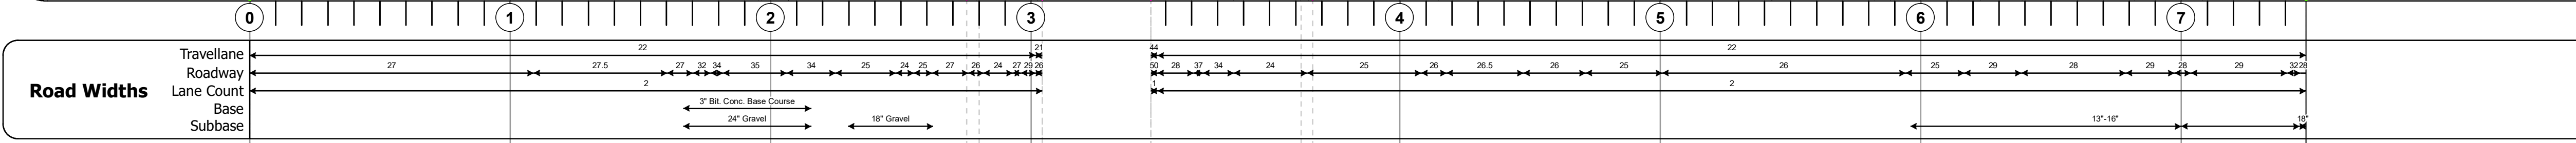 0 1 2 3 4 5 6 7
Travellane 22 21 44 22
Road Widths
Roadway 27 27.5 27 32 34 35 34 25 24 25 27 26 24 27 29 26 50 28 37 34 24 25 26 26.5 26 25 26 25 29 28 29 28 29 32 28
Lane Count 2 1 2
Base 3" Bit. Conc. Base Course
Subbase 24" Gravel 18" Gravel 13"-16" 18"